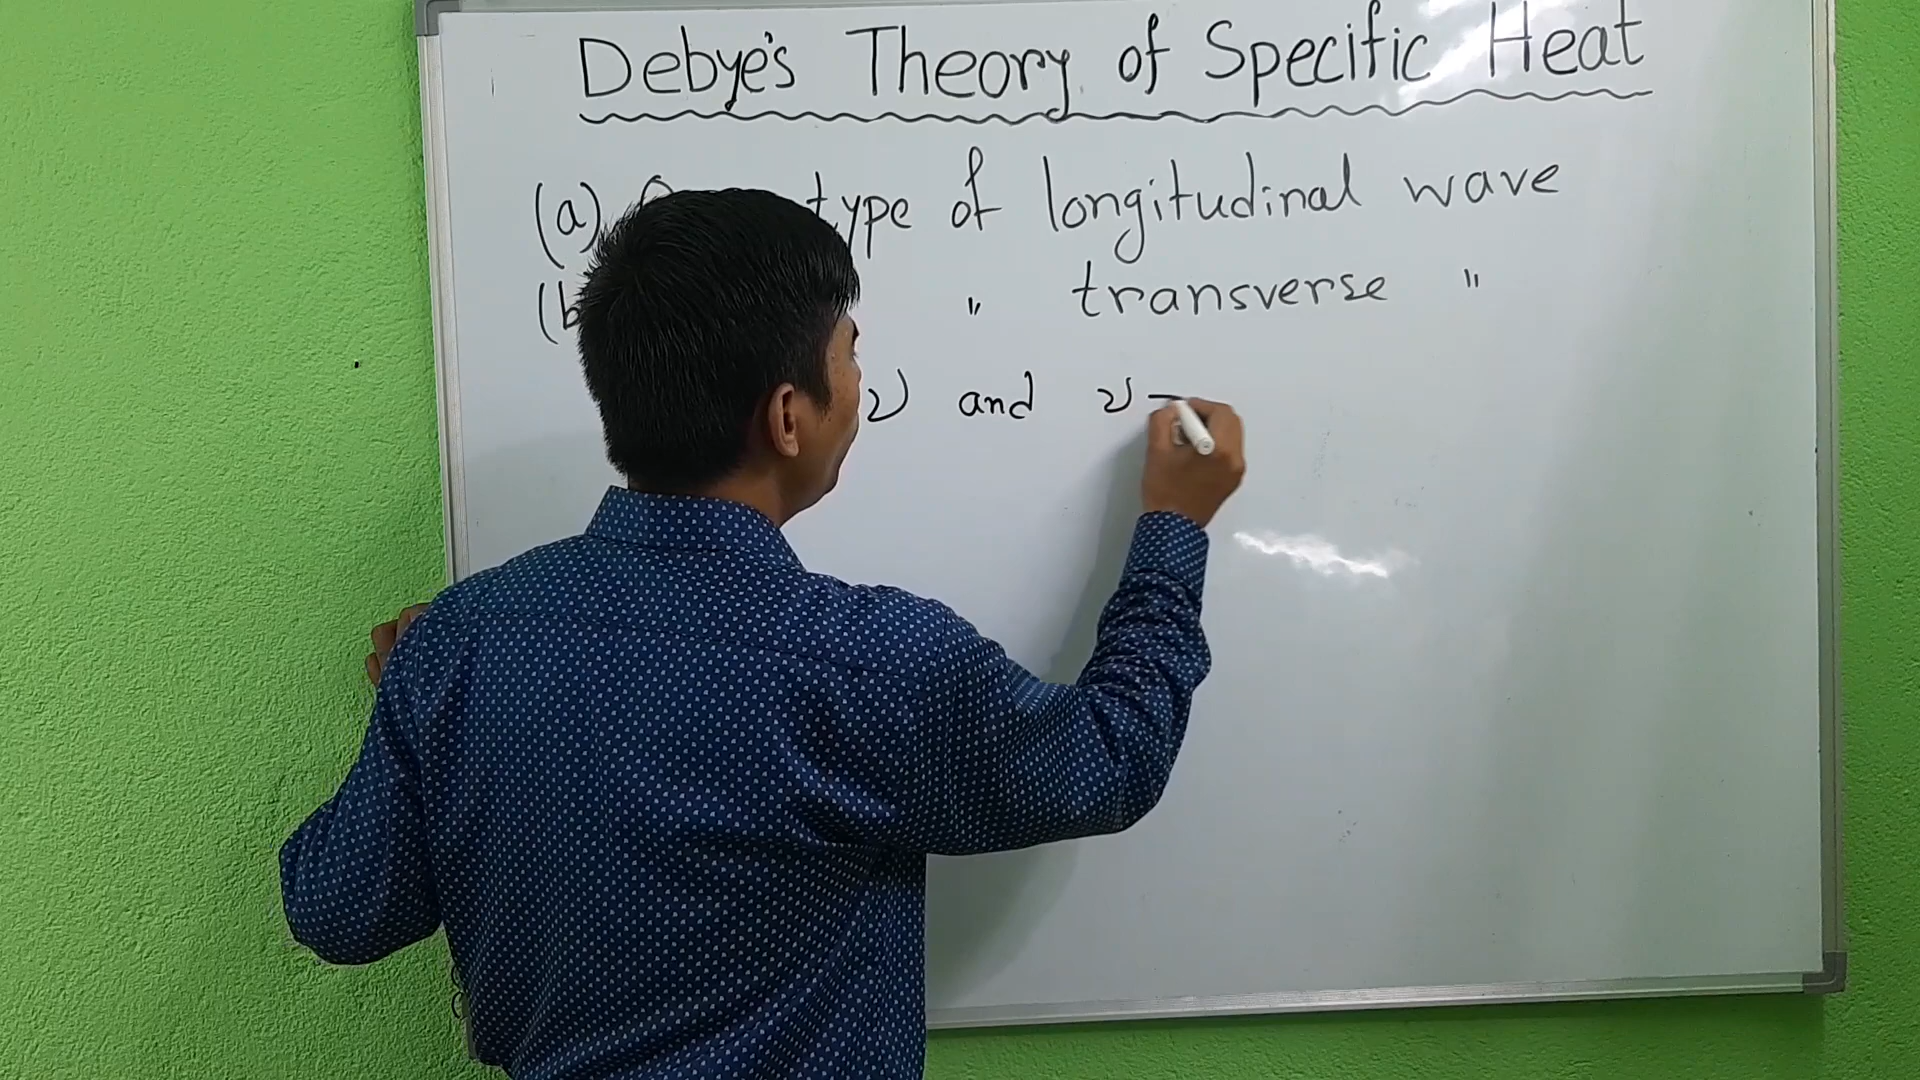 Debye's Theory of Specific Heat
(a) type of longitudinal wave
(b " transverse "
ν and ν